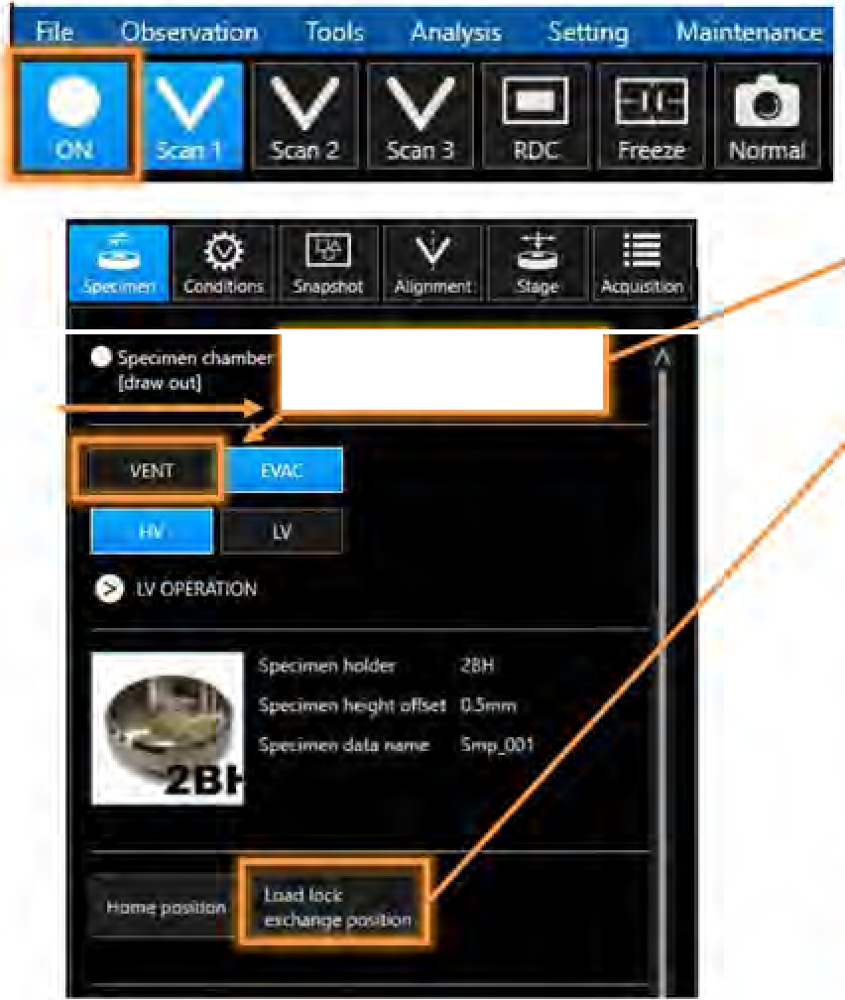 File Observation Tools Analysis Setting Maintenance
ON Scan 1 Scan 2 Scan 3 RDC Freeze Normal
Specimen Conditions Snapshot Alignment Stage Acquisition
Specimen chamber
[draw out]
VENT EVAC
HV LV
LV OPERATION
Specimen holder 2BH
Specimen height offset 0.5mm
Specimen data name Smp_001
2BH
Home position Load lock
exchange position